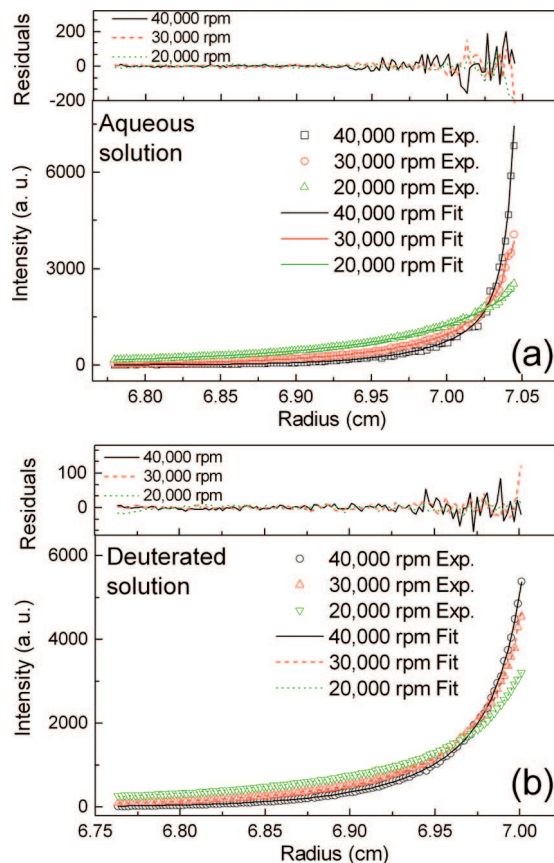 40,000 rpm
30,000 rpm
20,000 rpm
200
0
-200
Residuals
Aqueous
solution
40,000 rpm Exp.
30,000 rpm Exp.
20,000 rpm Exp.
40,000 rpm Fit
30,000 rpm Fit
20,000 rpm Fit
6000
3000
0
Intensity (a. u.)
(a)
6.80 6.85 6.90 6.95 7.00 7.05
Radius (cm)
40,000 rpm
30,000 rpm
20,000 rpm
100
0
Residuals
Deuterated
solution
40,000 rpm Exp.
30,000 rpm Exp.
20,000 rpm Exp.
40,000 rpm Fit
30,000 rpm Fit
20,000 rpm Fit
6000
4000
2000
0
Intensity (a. u.)
(b)
6.75 6.80 6.85 6.90 6.95 7.00
Radius (cm)